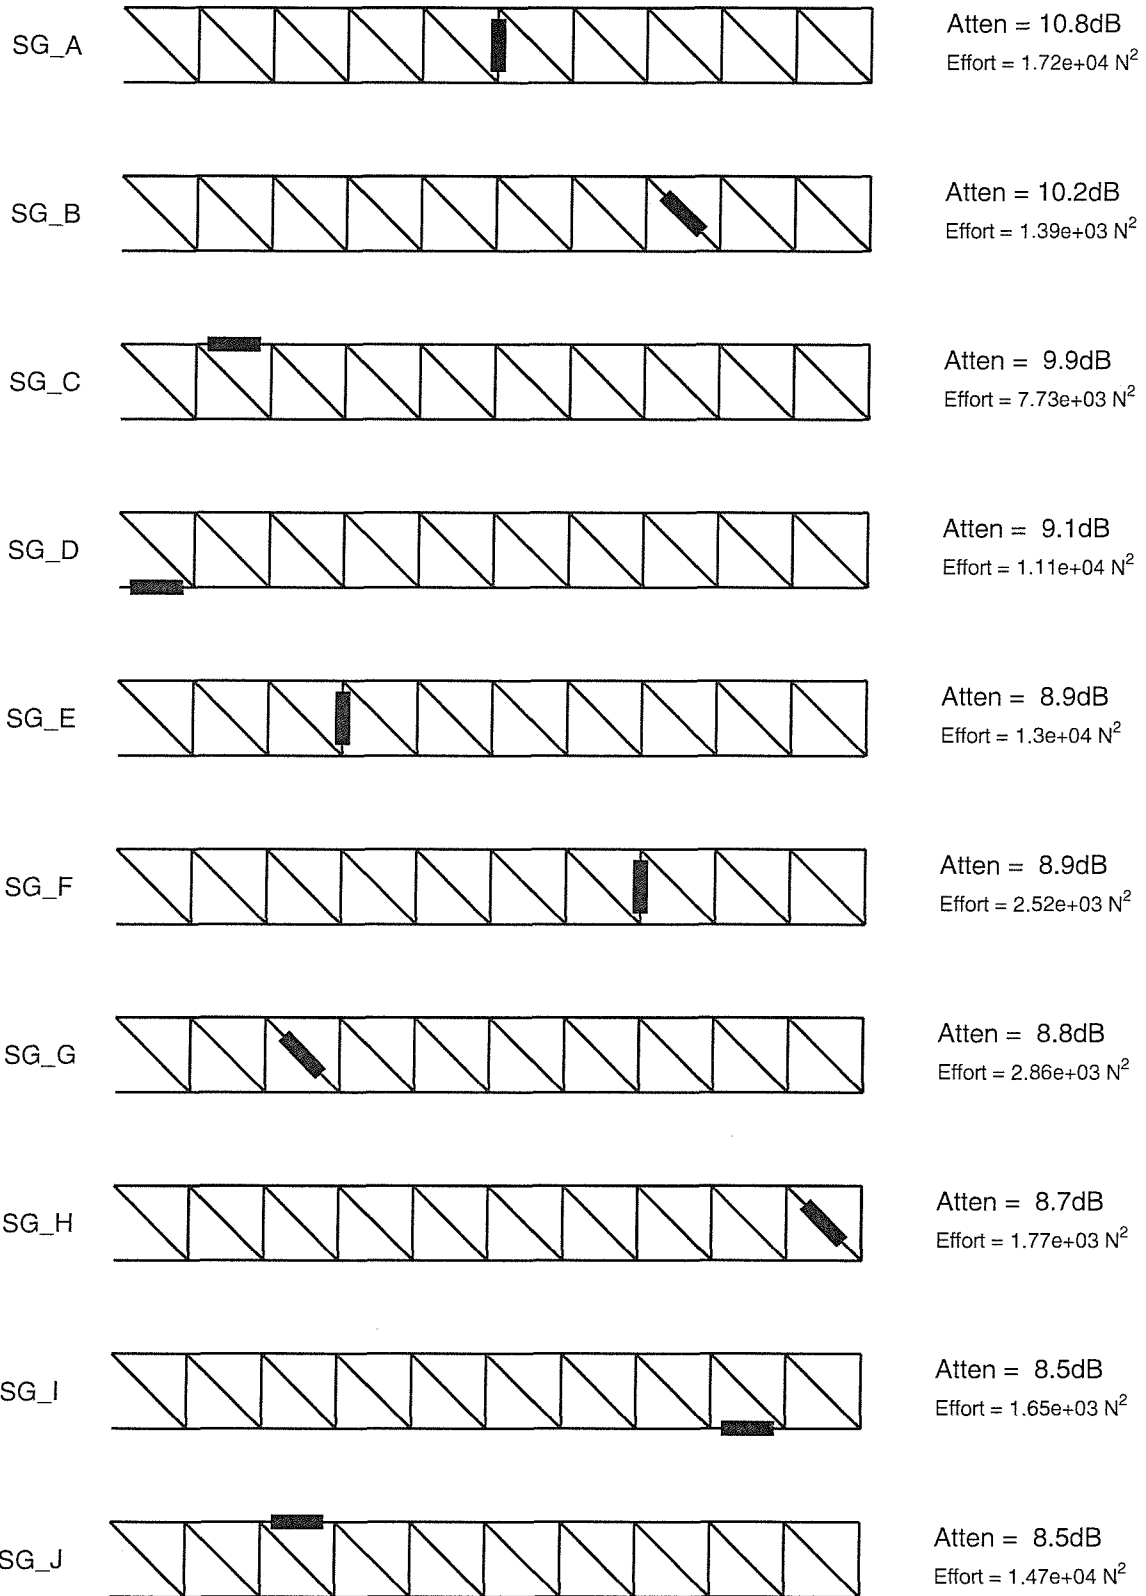 SG_A
Atten = 10.8dB
Effort = 1.72e+04 N²
SG_B
Atten = 10.2dB
Effort = 1.39e+03 N²
SG_C
Atten = 9.9dB
Effort = 7.73e+03 N²
SG_D
Atten = 9.1dB
Effort = 1.11e+04 N²
SG_E
Atten = 8.9dB
Effort = 1.3e+04 N²
SG_F
Atten = 8.9dB
Effort = 2.52e+03 N²
SG_G
Atten = 8.8dB
Effort = 2.86e+03 N²
SG_H
Atten = 8.7dB
Effort = 1.77e+03 N²
SG_I
Atten = 8.5dB
Effort = 1.65e+03 N²
SG_J
Atten = 8.5dB
Effort = 1.47e+04 N²